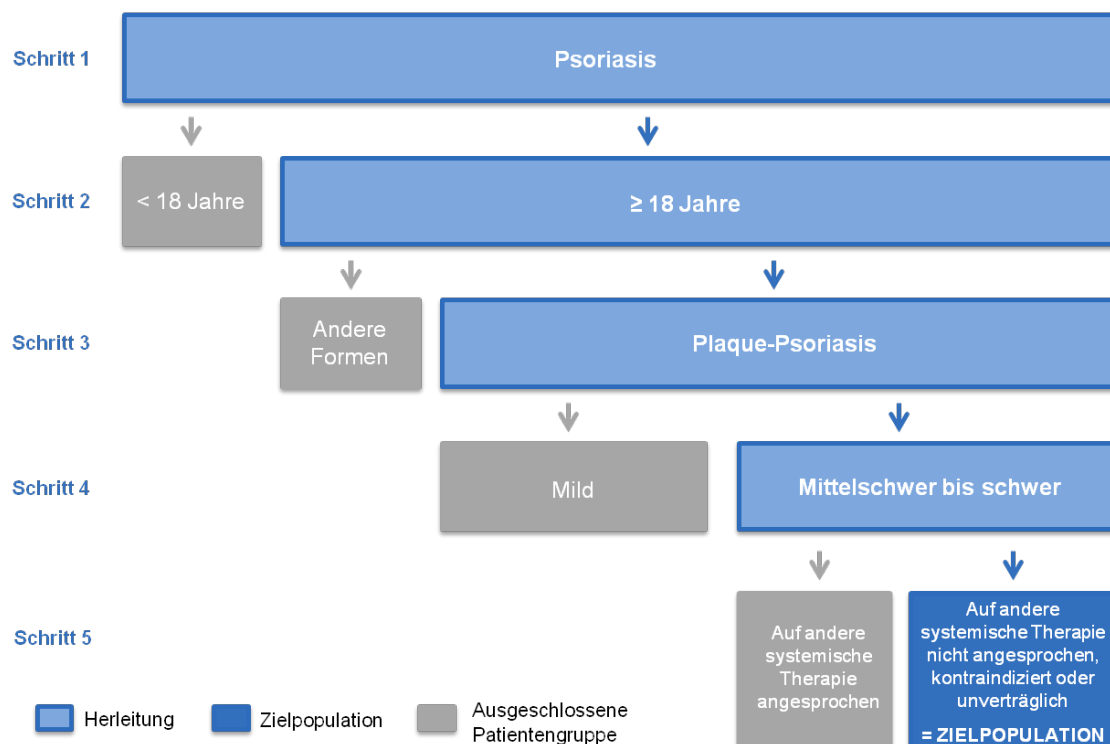 Schritt 1
Psoriasis
Schritt 2
< 18 Jahre
≥ 18 Jahre
Schritt 3
Andere
Formen
Plaque-Psoriasis
Schritt 4
Mild
Mittelschwer bis schwer
Schritt 5
Auf andere
systemische
Therapie
angesprochen
Auf andere
systemische Therapie
nicht angesprochen,
kontraindiziert oder
unverträglich
= ZIELPOPULATION
Herleitung
Zielpopulation
Ausgeschlossene
Patientengruppe